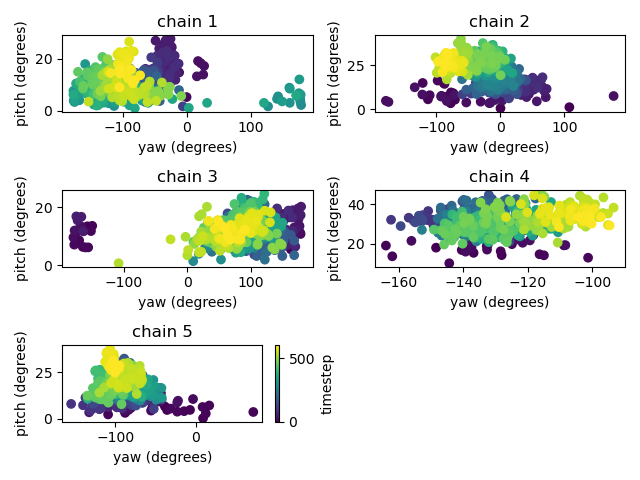 chain 1
chain 2
pitch (degrees)
20
0
−100
0
100
yaw (degrees)
pitch (degrees)
25
0
−100
0
100
yaw (degrees)
chain 3
chain 4
pitch (degrees)
20
0
−100
0
100
yaw (degrees)
pitch (degrees)
40
20
−160
−140
−120
−100
yaw (degrees)
chain 5
pitch (degrees)
25
0
−100
0
yaw (degrees)
500
0
timestep